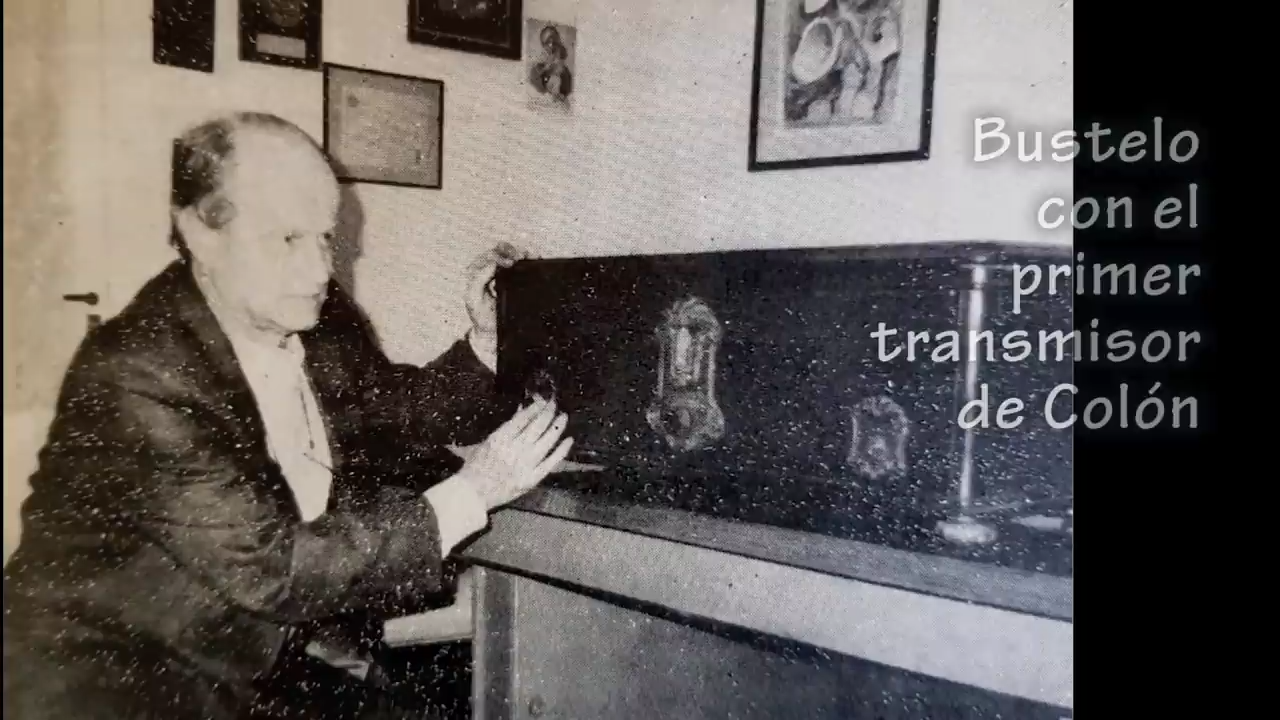 Bustelo
con el
primer
transmisor
de Colón